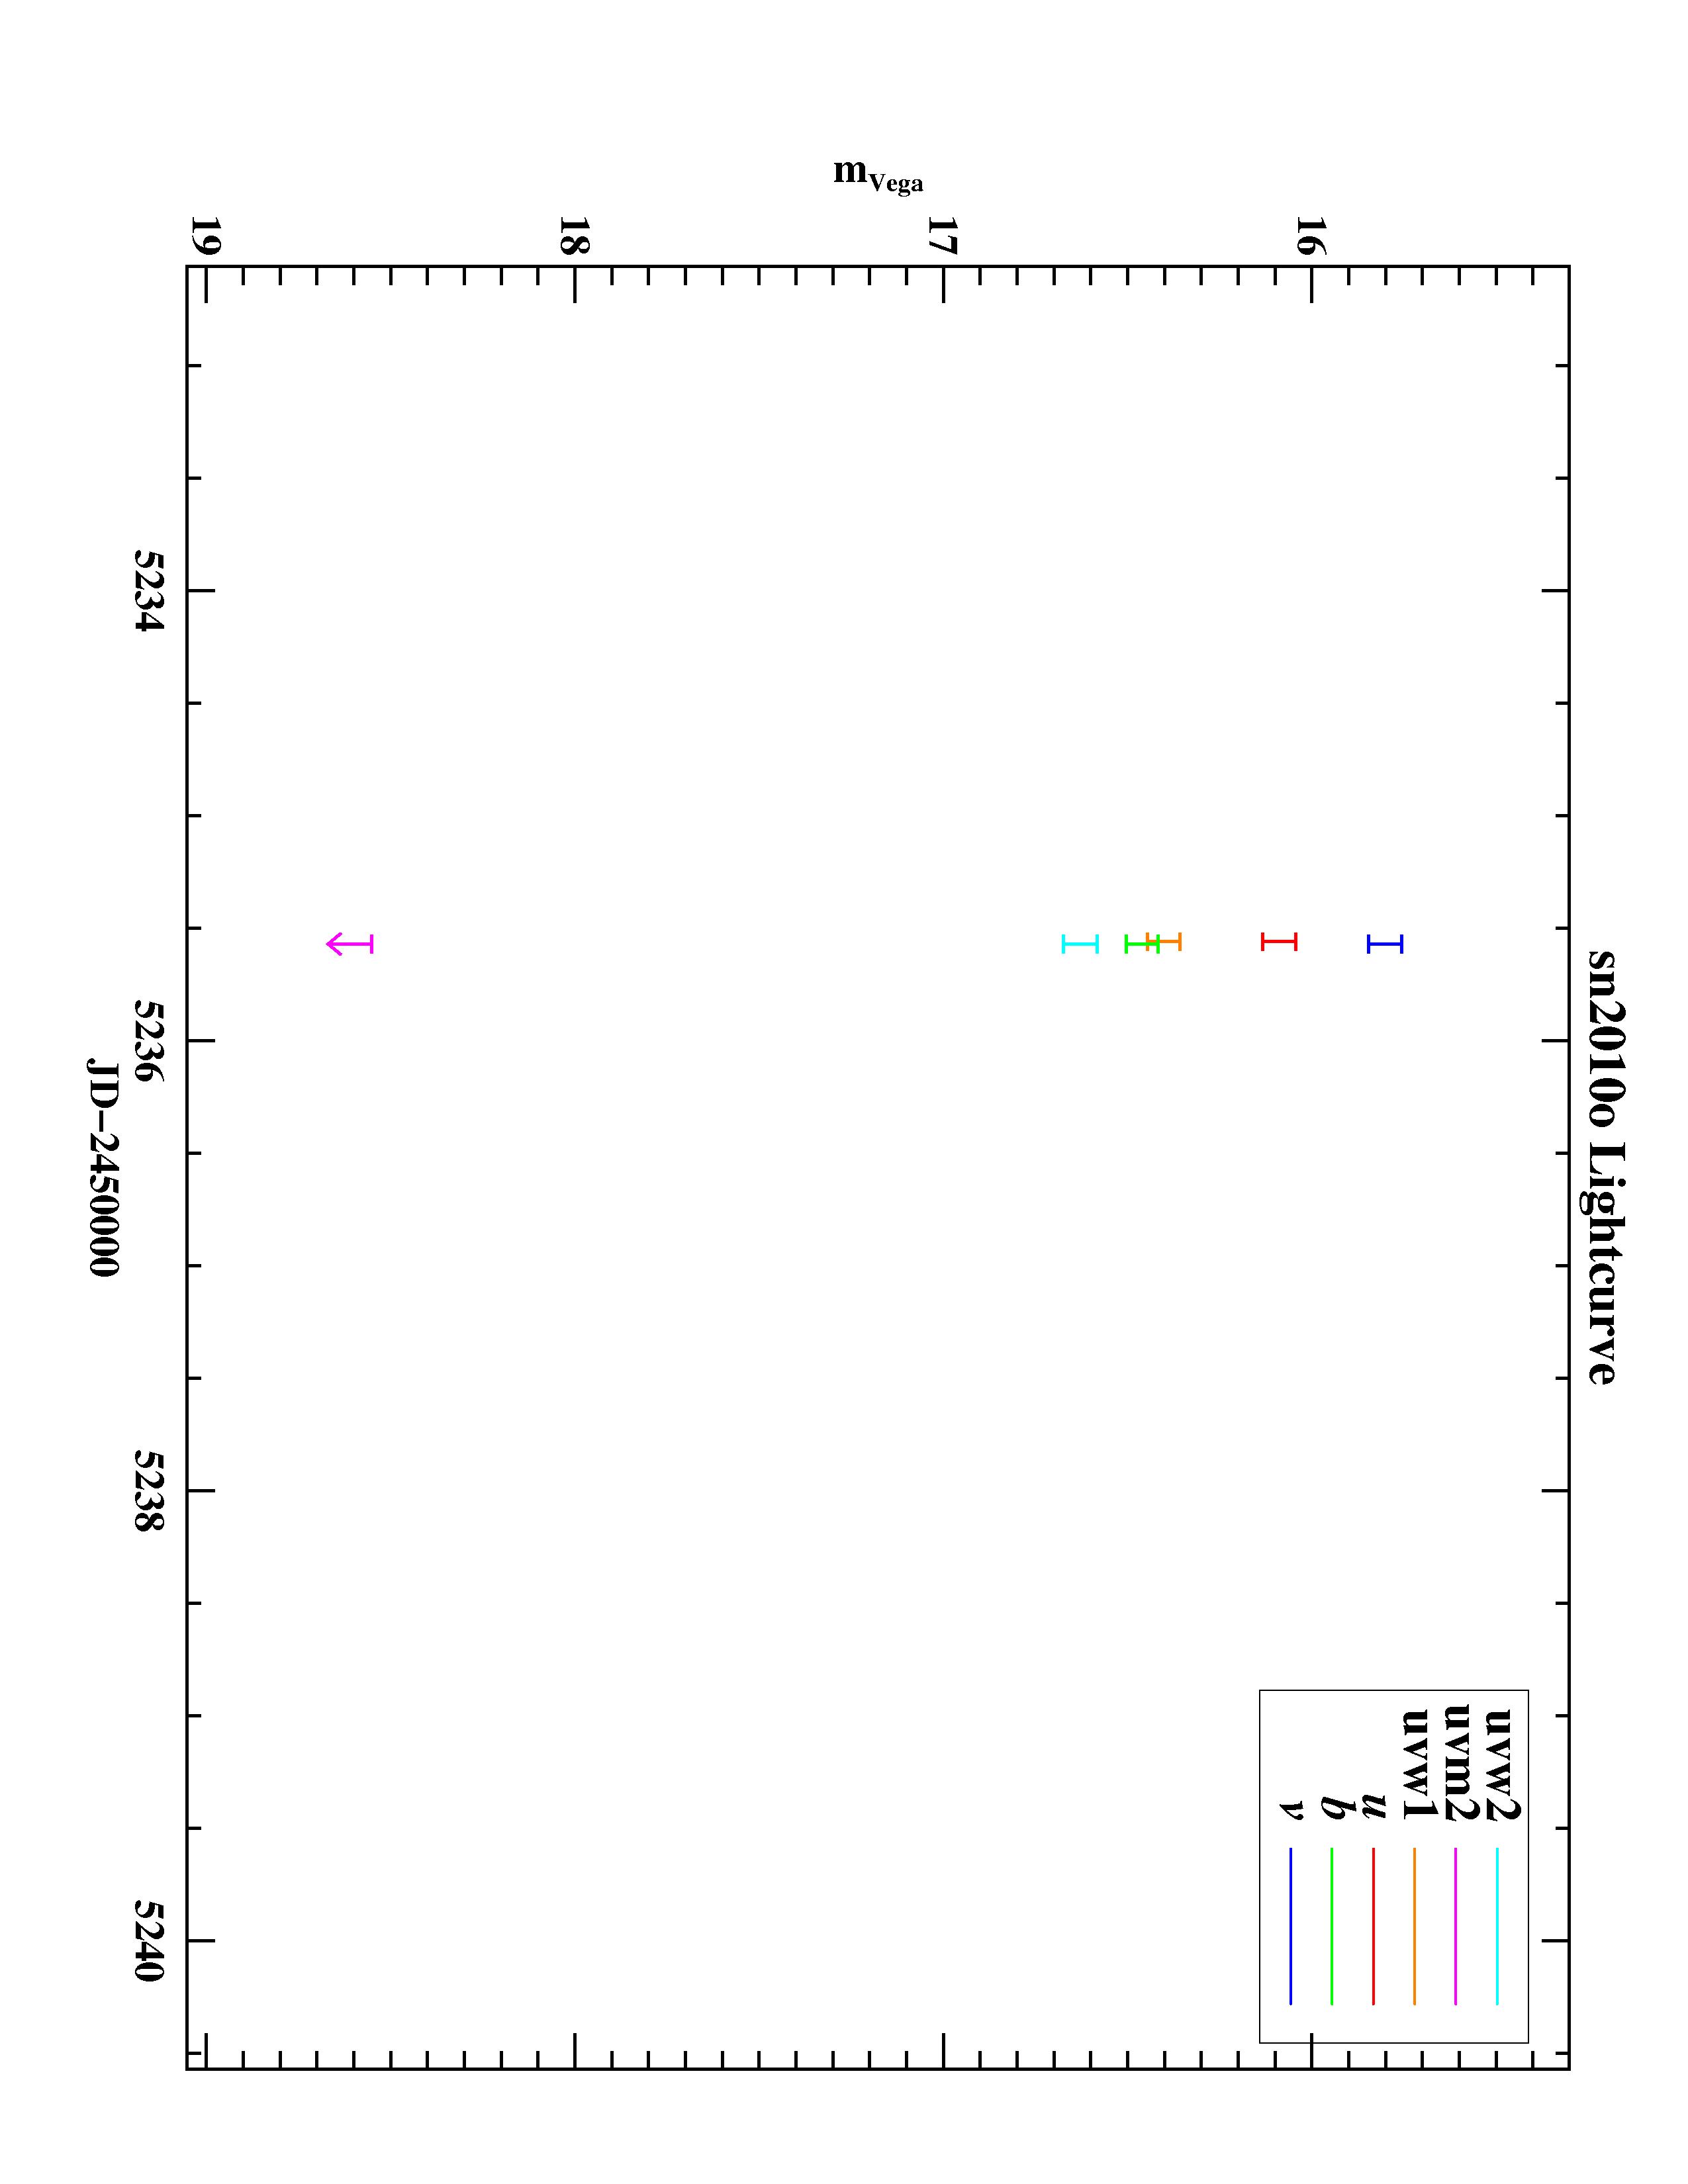 sn2010o Lightcurve
uvw2
uvm2
uvw1
u
b
v
m_Vega
16
17
18
19
5234
5236
5238
5240
JD−2450000